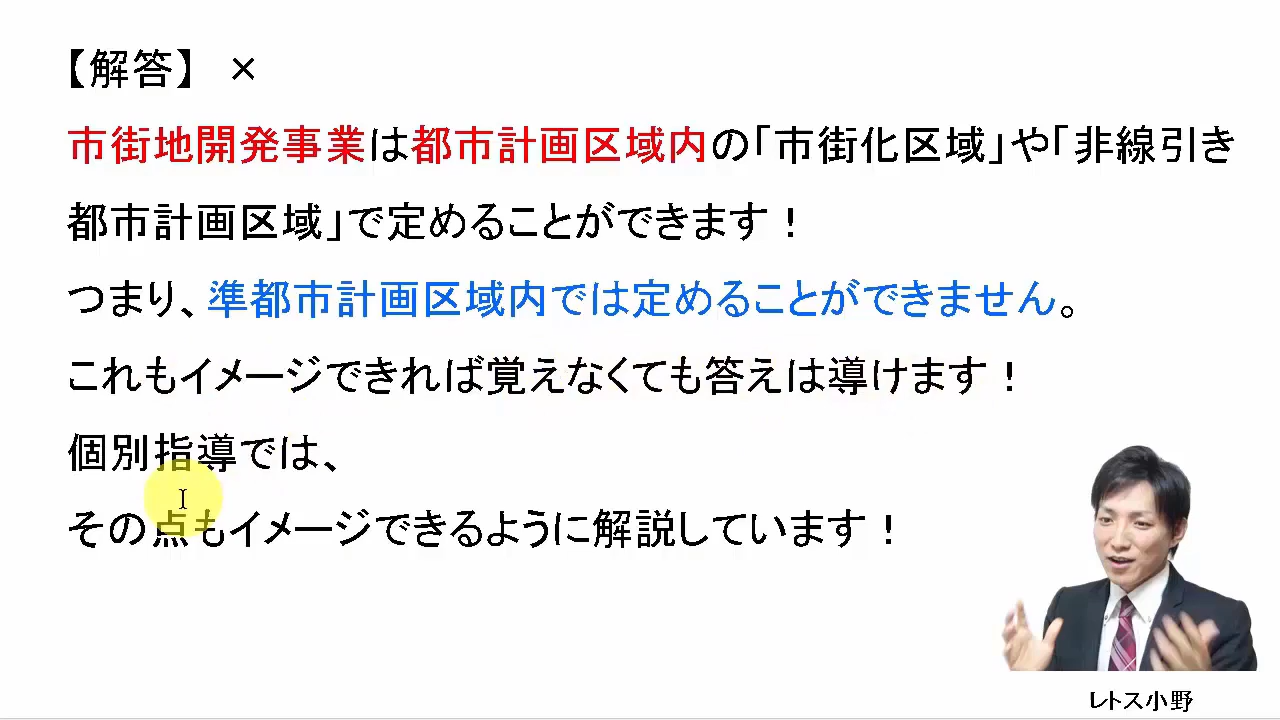 【解答】 ×
市街地開発事業は都市計画区域内の「市街化区域」や「非線引き
都市計画区域」で定めることができます！
つまり、準都市計画区域内では定めることができません。
これもイメージできれば覚えなくても答えは導けます！
個別指導では、
その点もイメージできるように解説しています！
レトス小野